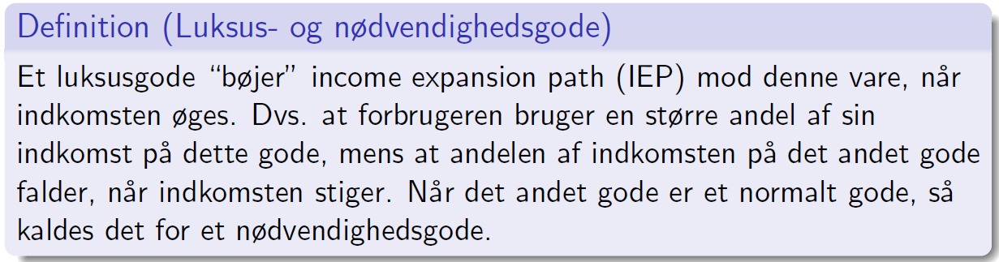 Definition (Luksus- og nødvendighedsgode)
Et luksusgode “bøjer” income expansion path (IEP) mod denne vare, når
indkomsten øges. Dvs. at forbrugeren bruger en større andel af sin
indkomst på dette gode, mens at andelen af indkomsten på det andet gode
falder, når indkomsten stiger. Når det andet gode er et normalt gode, så
kaldes det for et nødvendighedsgode.